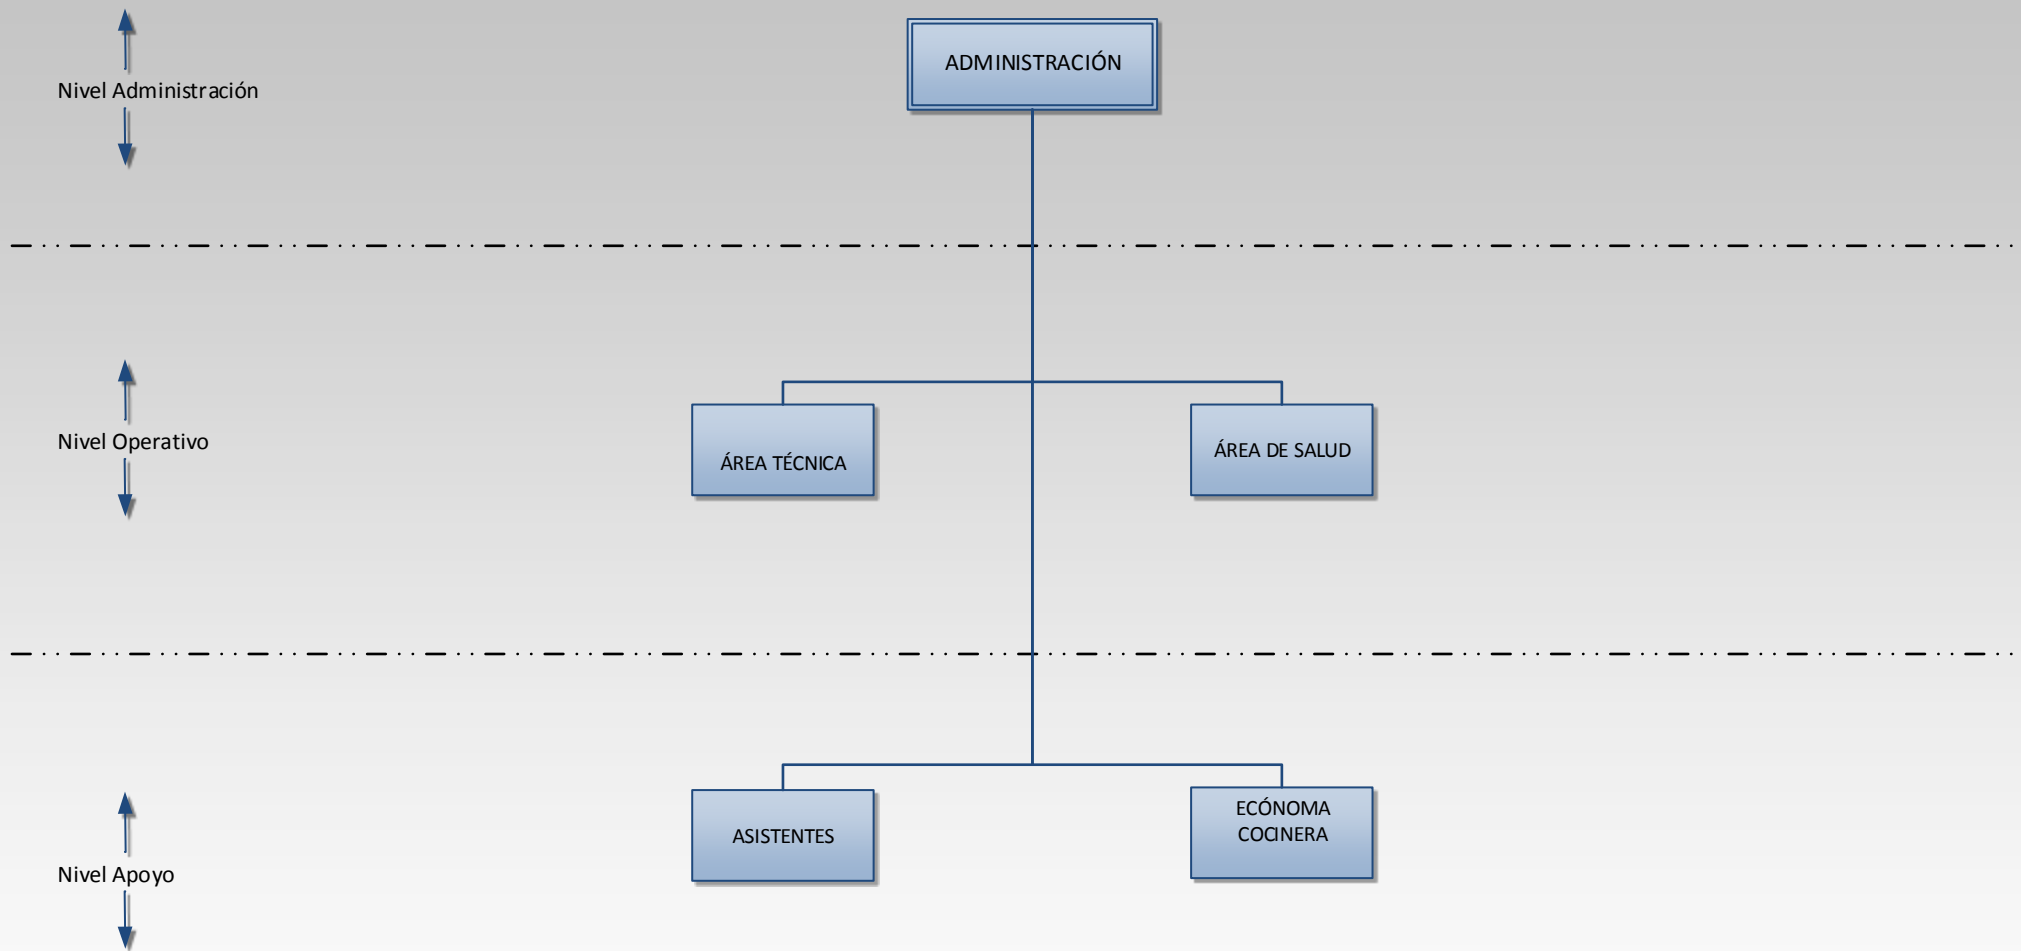 ADMINISTRACIÓN
Nivel Administración
Nivel Operativo
ÁREA TÉCNICA
ÁREA DE SALUD
ASISTENTES
ECÓNOMA
COCINERA
Nivel Apoyo